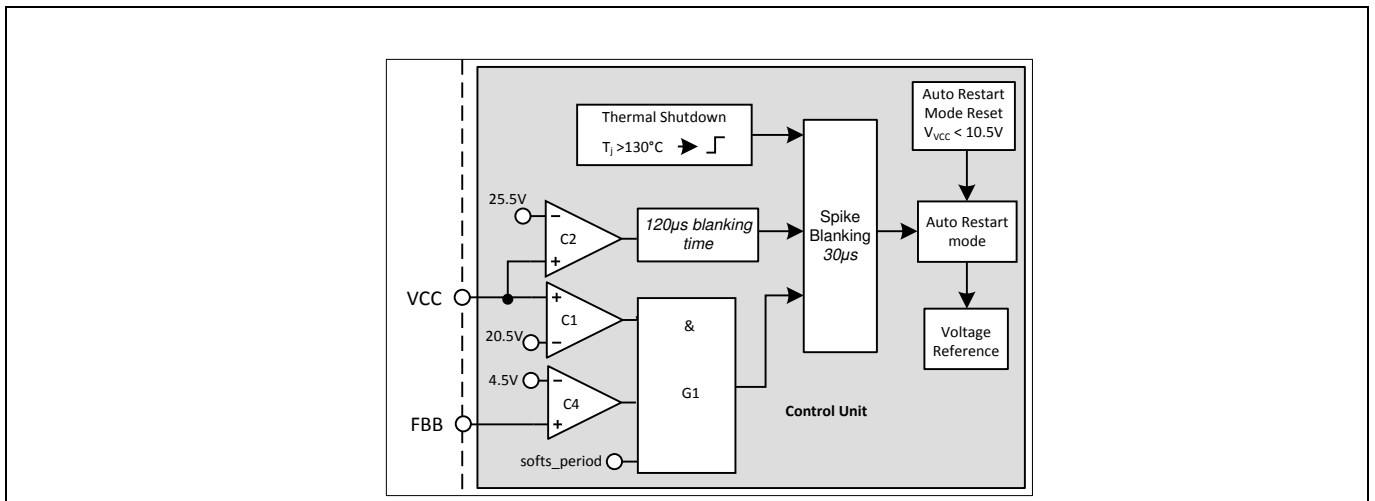 Auto Restart
Mode Reset
VVCC < 10.5V
Thermal Shutdown
Tj >130°C
25.5V
−
C2
+
120µs blanking
time
Spike
Blanking
30µs
Auto Restart
mode
VCC
+
C1
−
20.5V
&
G1
Voltage
Reference
4.5V
−
C4
+
FBB
Control Unit
softs_period